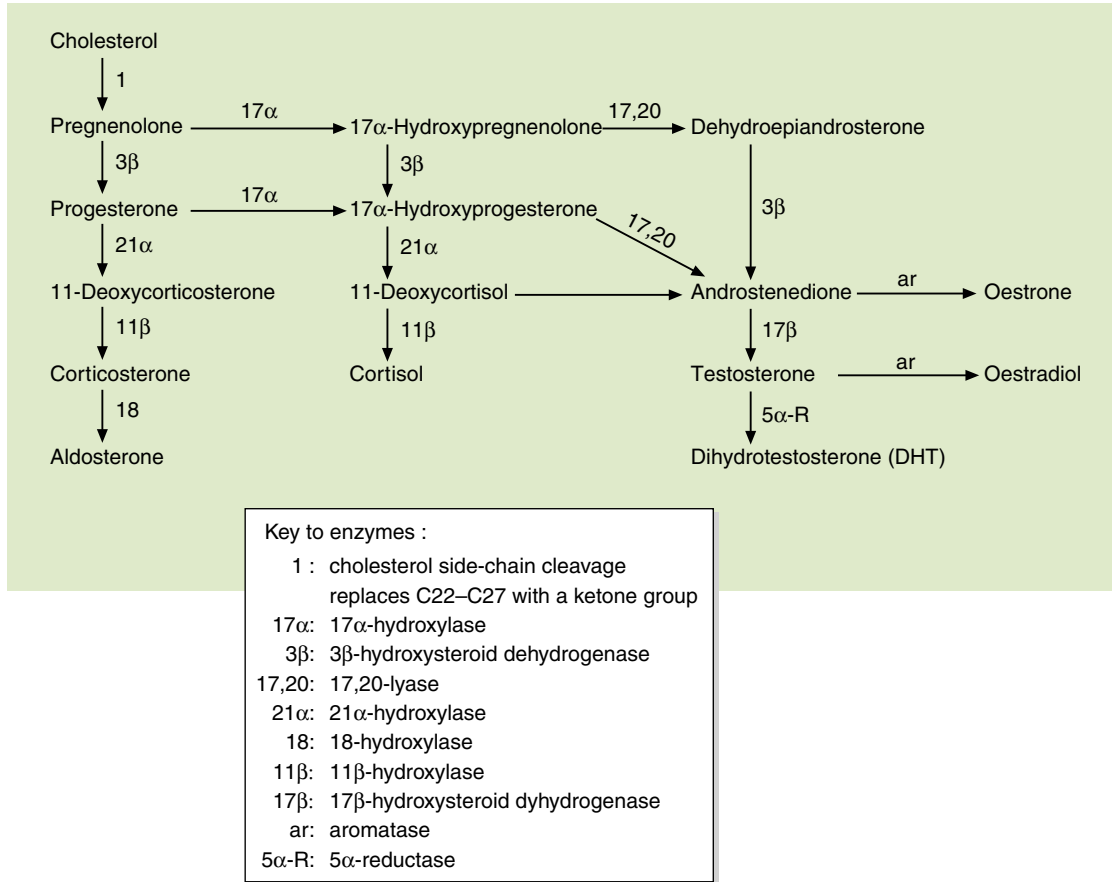 Cholesterol
1
17α
17,20
Pregnenolone
17α-Hydroxypregnenolone
Dehydroepiandrosterone
3β
3β
17α
3β
Progesterone
17α-Hydroxyprogesterone
17,20
21α
21α
11-Deoxycorticosterone
11-Deoxycortisol
Androstenedione
ar
Oestrone
11β
11β
17β
Corticosterone
Cortisol
Testosterone
ar
Oestradiol
18
5α-R
Aldosterone
Dihydrotestosterone (DHT)
Key to enzymes :
1 : cholesterol side-chain cleavage
replaces C22–C27 with a ketone group
17α: 17α-hydroxylase
3β: 3β-hydroxysteroid dehydrogenase
17,20: 17,20-lyase
21α: 21α-hydroxylase
18: 18-hydroxylase
11β: 11β-hydroxylase
17β: 17β-hydroxysteroid dyhydrogenase
ar: aromatase
5α-R: 5α-reductase